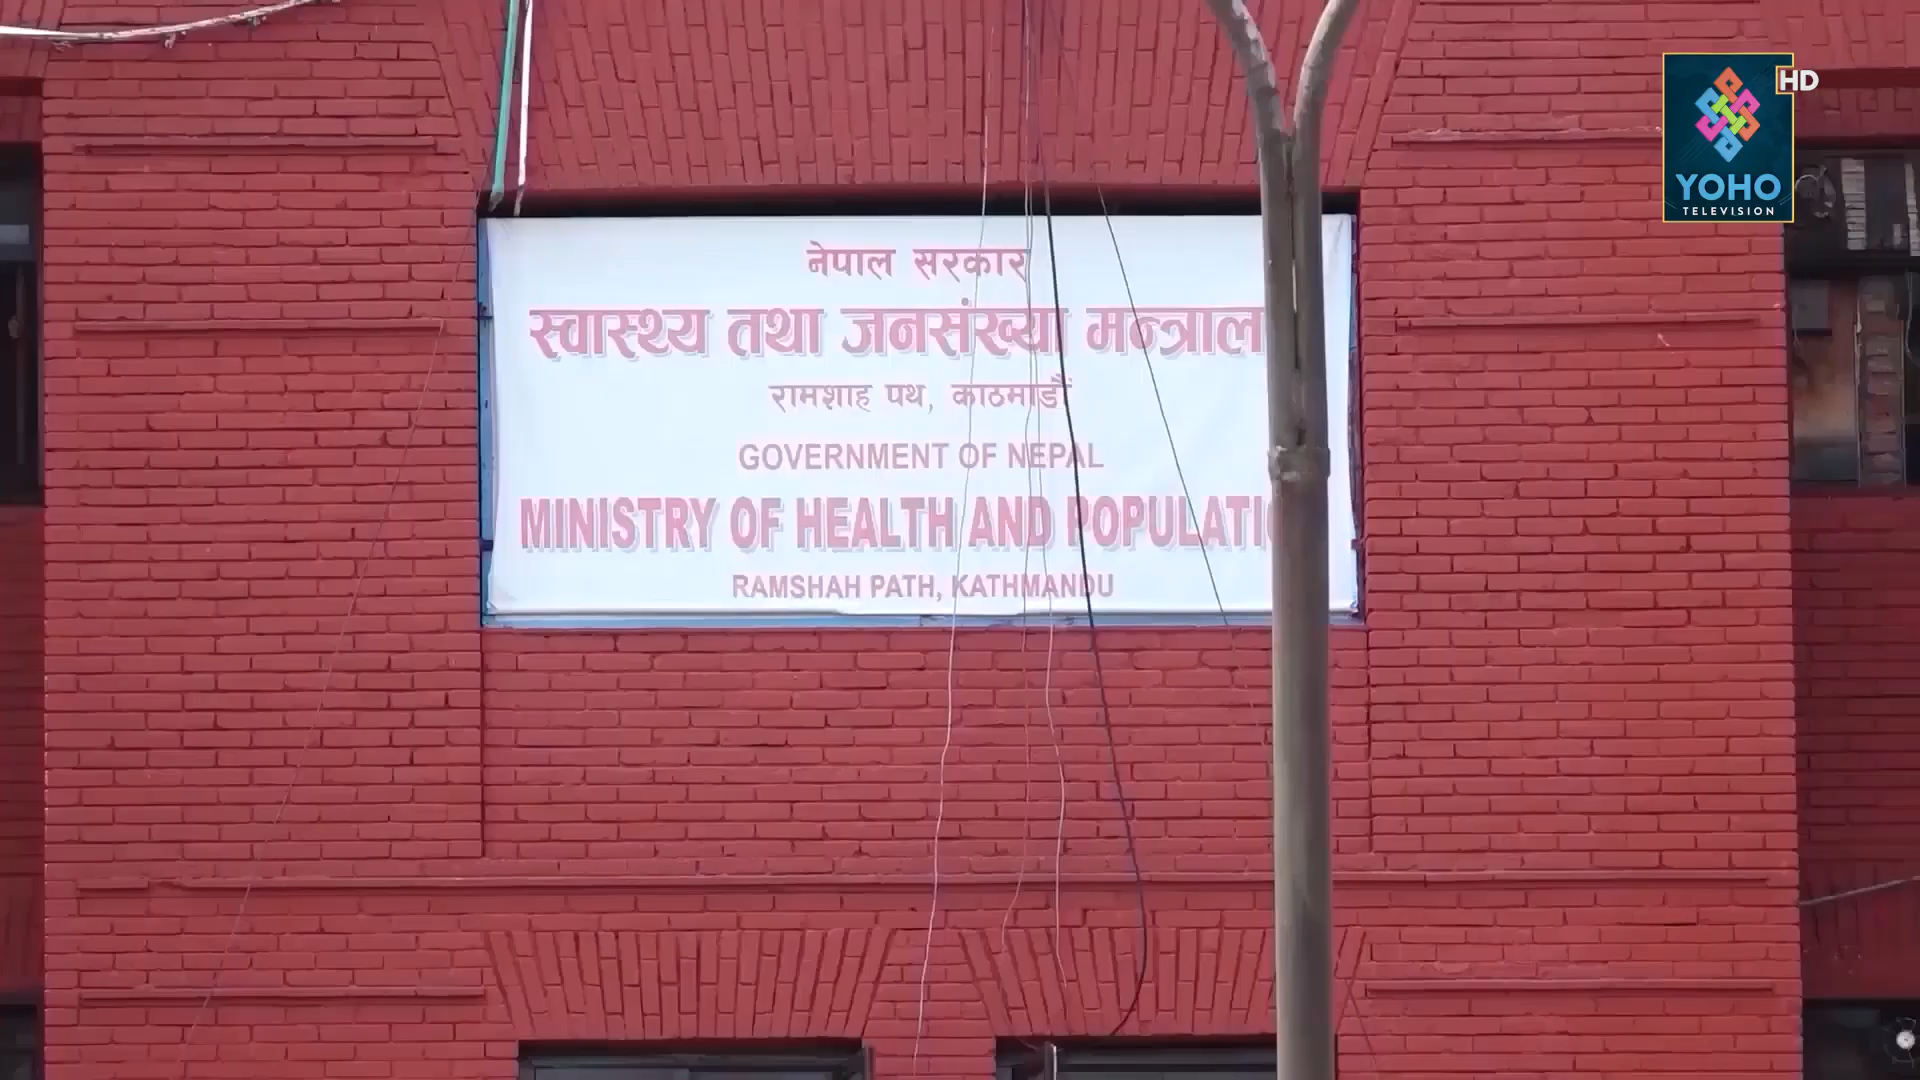 नेपाल सरकार
स्वास्थ्य तथा जनसंख्या मन्त्राल
रामशाह पथ, काठमाडौं
GOVERNMENT OF NEPAL
MINISTRY OF HEALTH AND POPULATIO
RAMSHAH PATH, KATHMANDU
HD
YOHO
TELEVISION